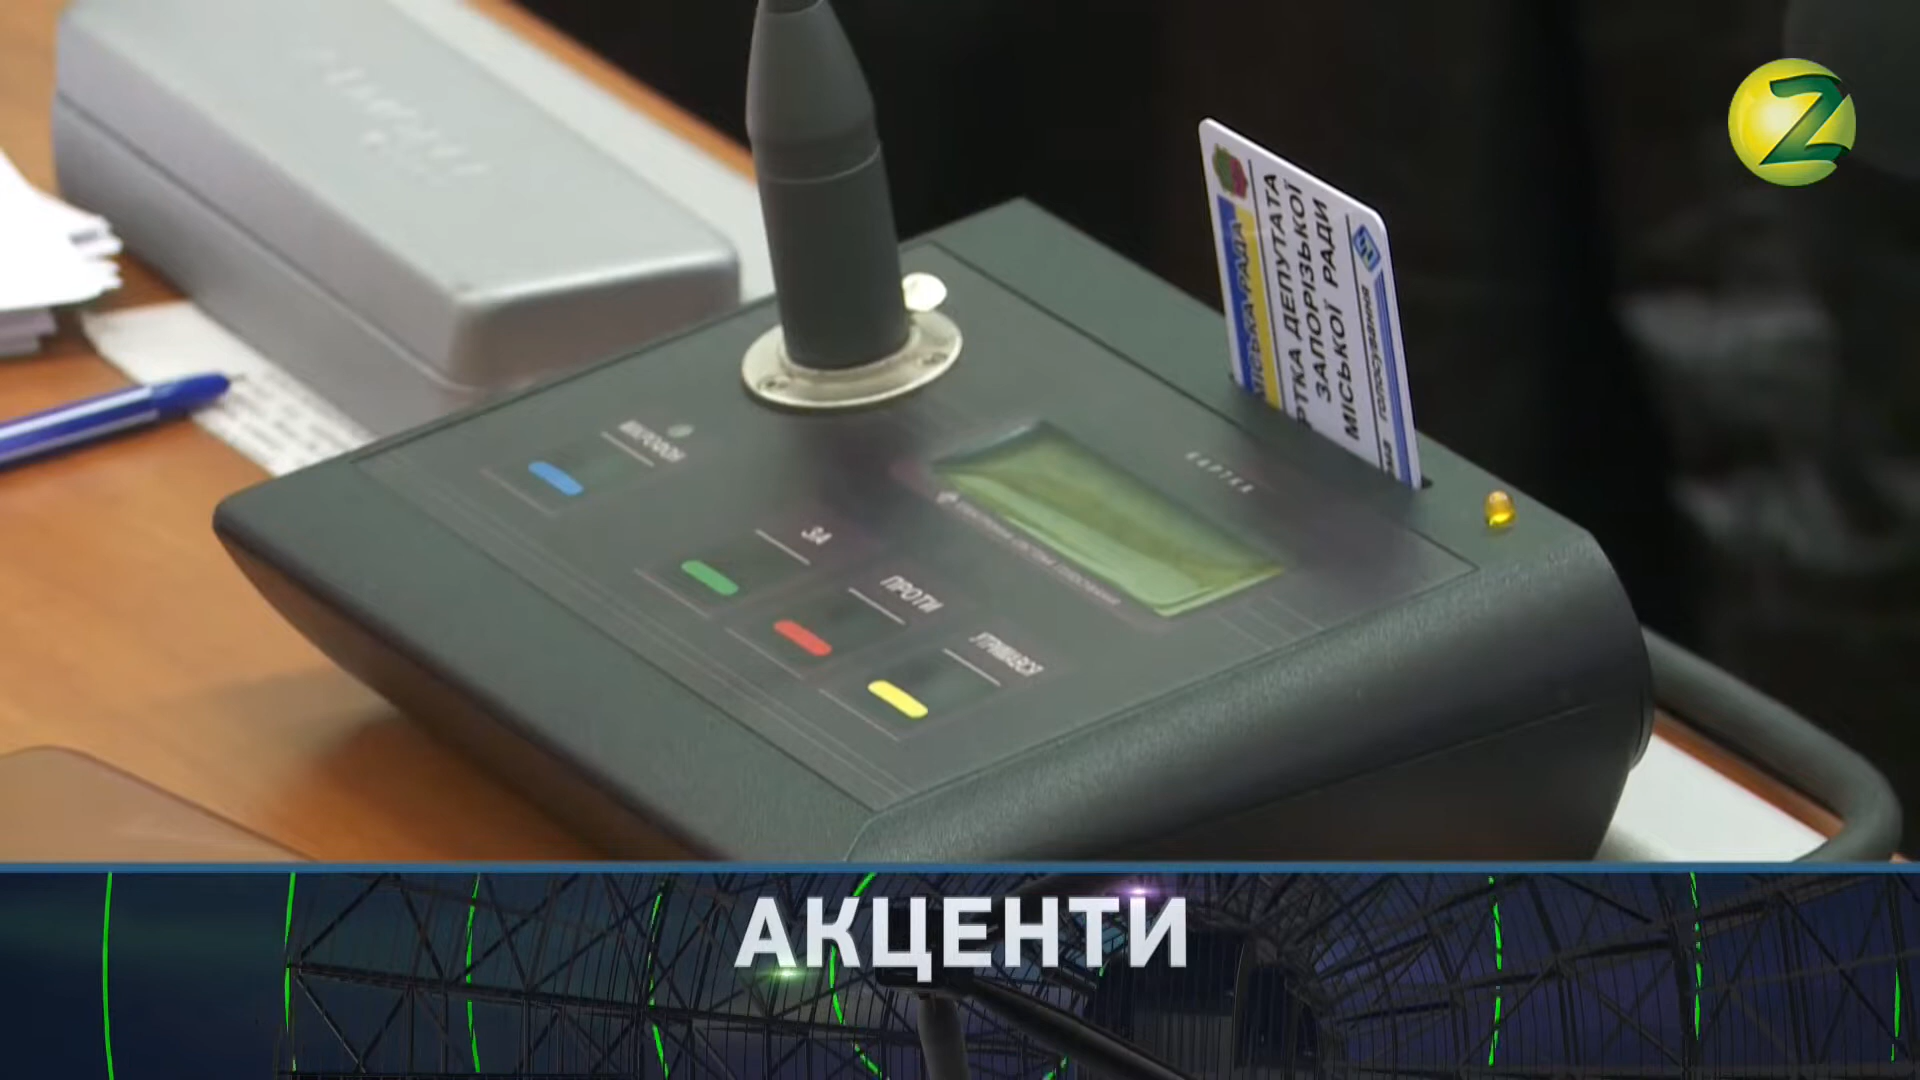 МІСЬКА РАДА
КАРТКА ДЕПУТАТА
ЗАПОРІЗЬКОЇ
МІСЬКОЇ РАДИ
голосування
КАРТКА
МІКРОФОН
ЗА
ПРОТИ
УТРИМАВСЯ
АКЦЕНТИ
Z